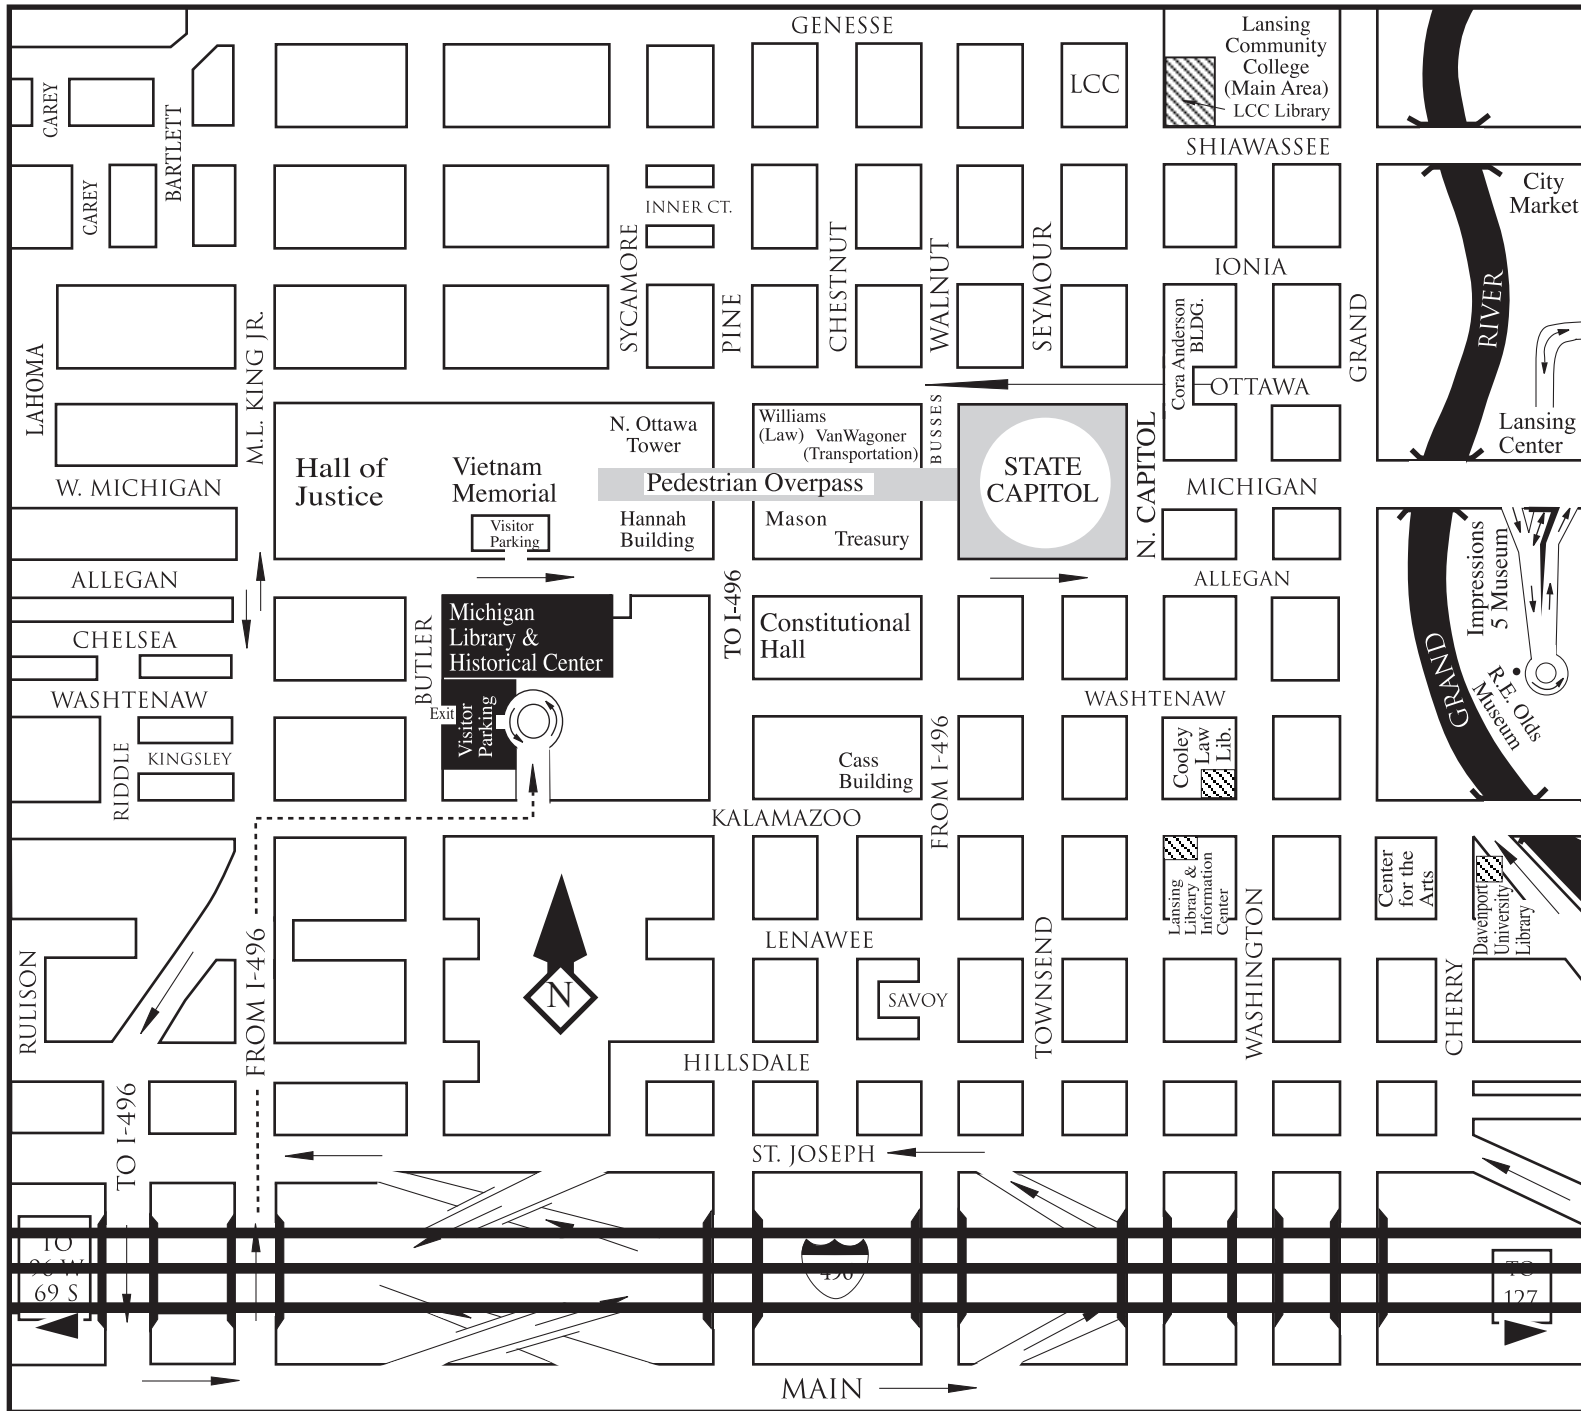 GENESSE
Lansing
Community
College
(Main Area)
LCC Library
LCC
CAREY
BARTLETT
SHIAWASSEE
CAREY
INNER CT.
City
Market
SYCAMORE
PINE
CHESTNUT
WALNUT
SEYMOUR
IONIA
GRAND
RIVER
LAHOMA
M.L. KING JR.
Cora Anderson
BLDG.
OTTAWA
N. Ottawa
Tower
Williams
(Law)
VanWagoner
(Transportation)
BUSSES
N. CAPITOL
Lansing
Center
Hall of
Justice
Vietnam
Memorial
Pedestrian Overpass
STATE
CAPITOL
W. MICHIGAN
MICHIGAN
Visitor
Parking
Hannah
Building
Mason
Treasury
ALLEGAN
ALLEGAN
Impressions
5 Museum
CHELSEA
BUTLER
Michigan
Library &
Historical Center
TO I-496
Constitutional
Hall
GRAND
R.E. Olds
Museum
WASHTENAW
WASHTENAW
Exit
Visitor
Parking
RIDDLE
KINGSLEY
Cass
Building
FROM I-496
Cooley
Law
Lib.
KALAMAZOO
Lansing
Library &
Information
Center
Center
for the
Arts
Davenport
University
Library
RULISON
FROM I-496
N
LENAWEE
SAVOY
TOWNSEND
WASHINGTON
CHERRY
HILLSDALE
TO I-496
ST. JOSEPH
TO
96 W
69 S
496
TO
127
MAIN